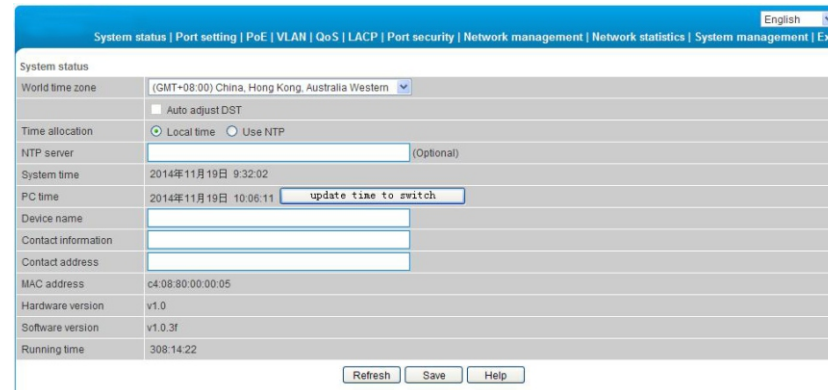 English
System status | Port setting | PoE | VLAN | QoS | LACP | Port security | Network management | Network statistics | System management | Ex
System status
World time zone (GMT+08:00) China, Hong Kong, Australia Western
Auto adjust DST
Time allocation Local time Use NTP
NTP server (Optional)
System time 2014年11月19日 9:32:02
PC time 2014年11月19日 10:06:11 update time to switch
Device name
Contact information
Contact address
MAC address c4:08:80:00:00:05
Hardware version v1.0
Software version v1.0.3f
Running time 308:14:22
Refresh Save Help